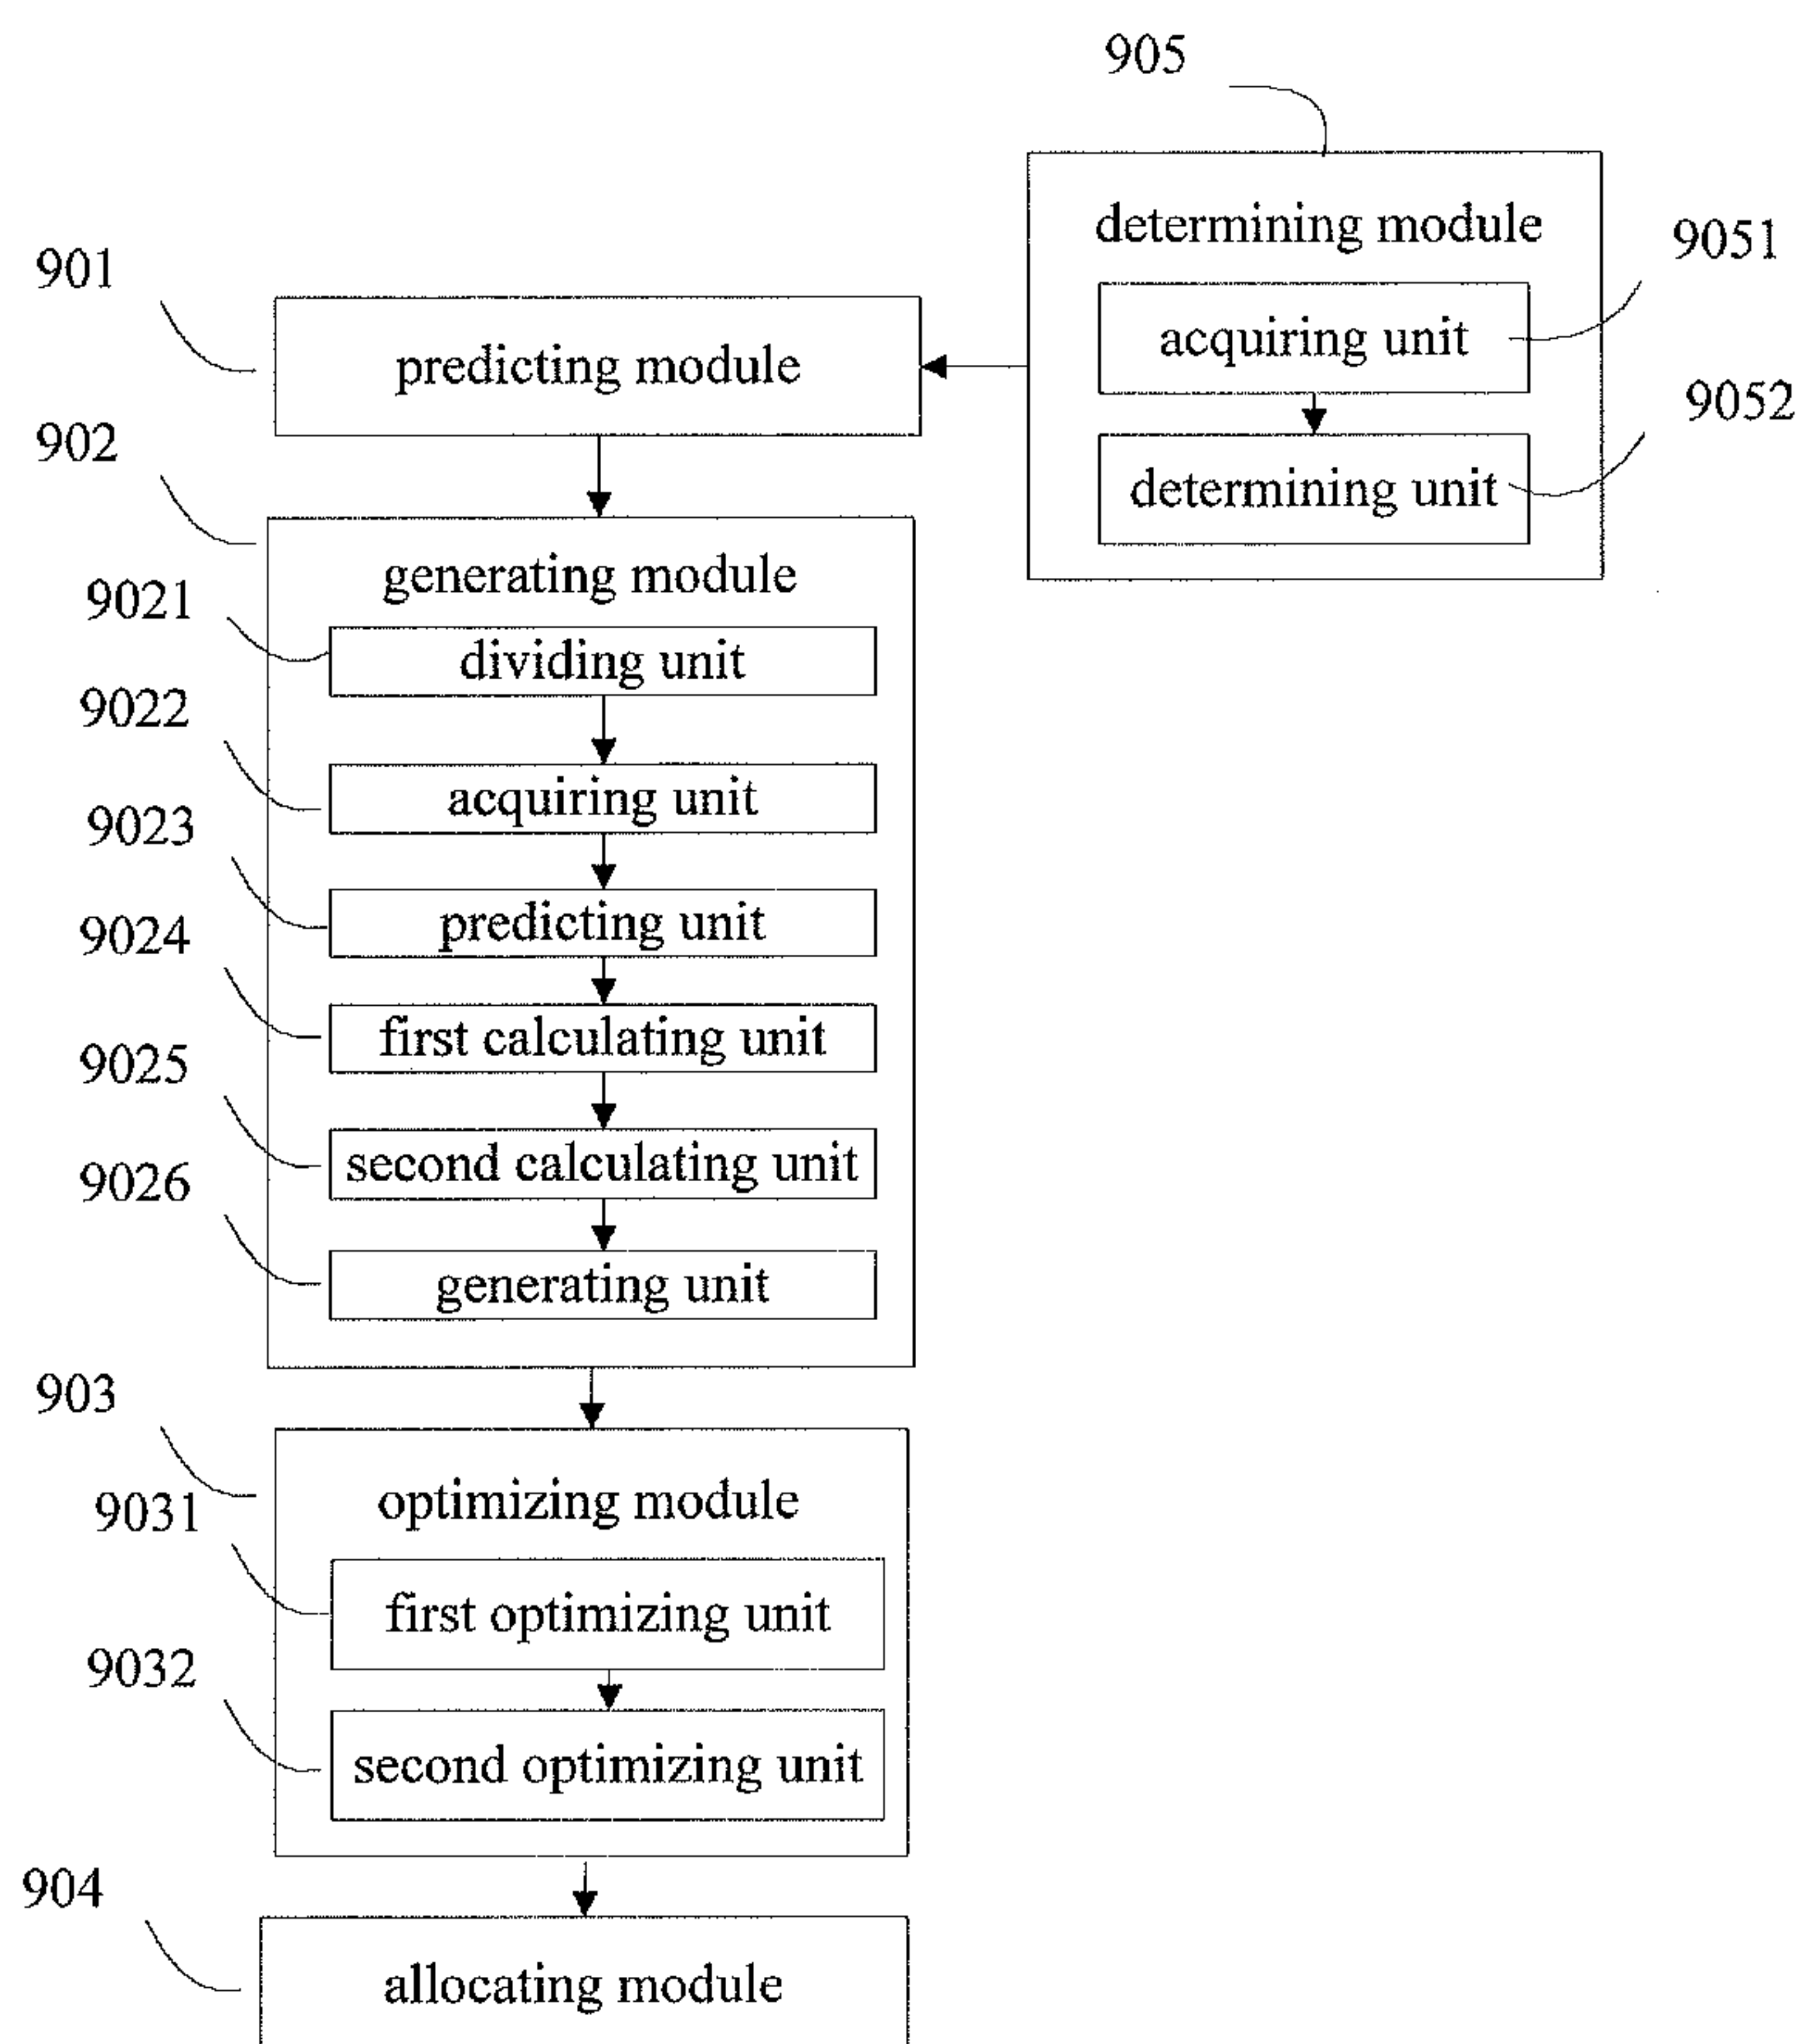 905
determining module
9051
acquiring unit
9052
determining unit
901
predicting module
902
generating module
9021
dividing unit
9022
acquiring unit
9023
predicting unit
9024
first calculating unit
9025
second calculating unit
9026
generating unit
903
optimizing module
9031
first optimizing unit
9032
second optimizing unit
904
allocating module